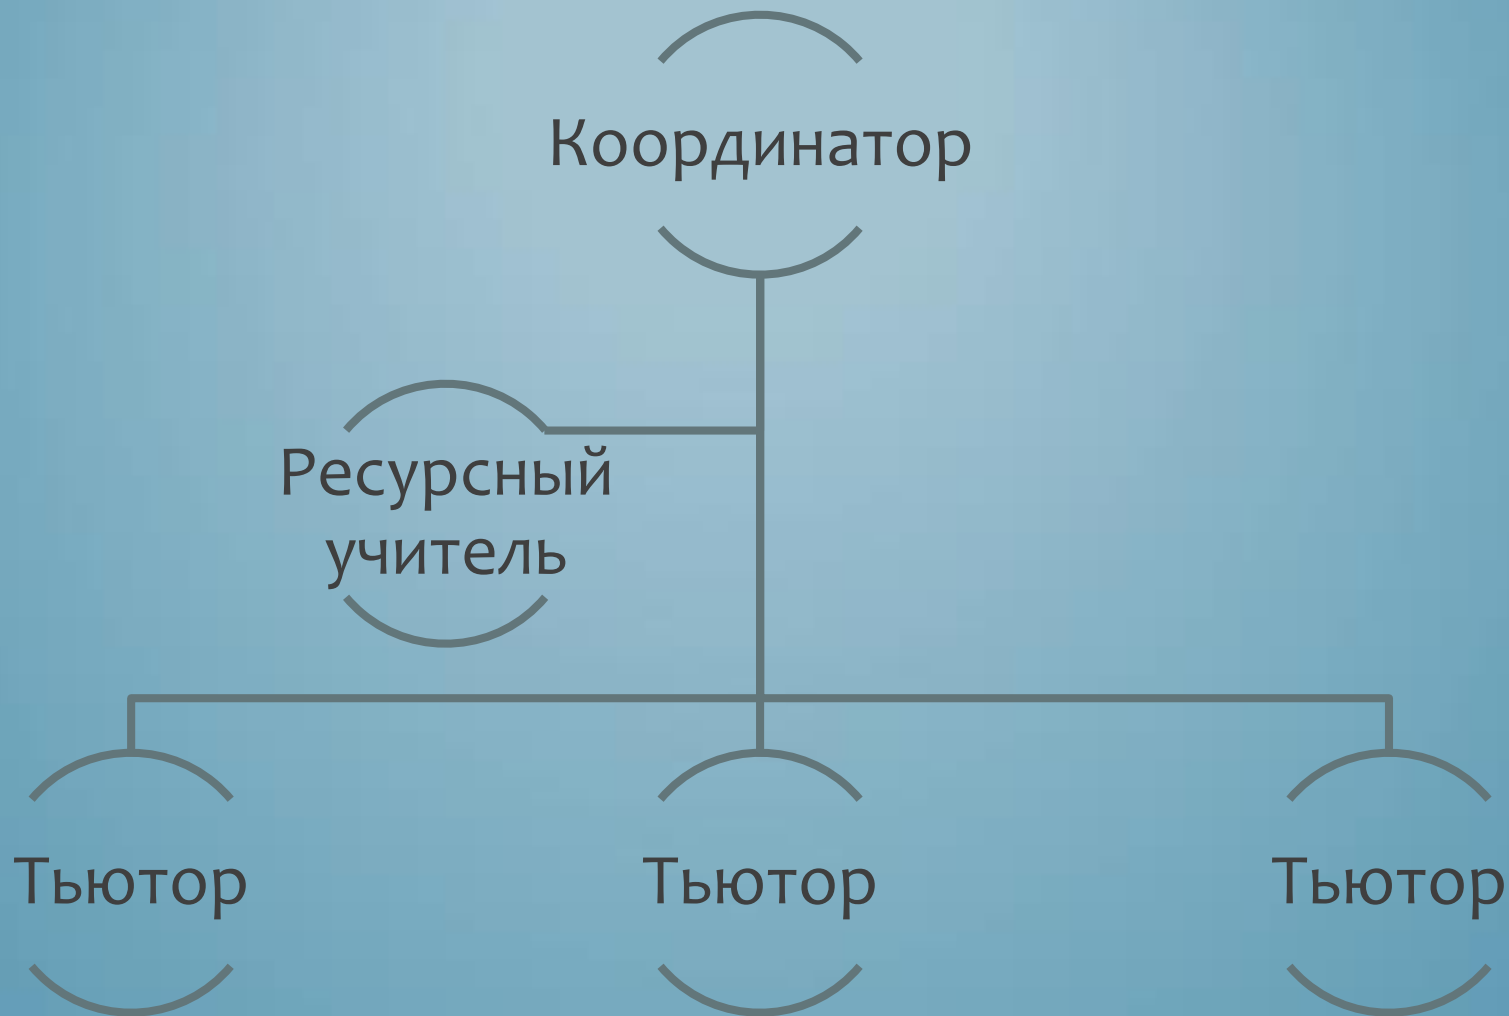 Координатор
Ресурсный
учитель
Тьютор
Тьютор
Тьютор